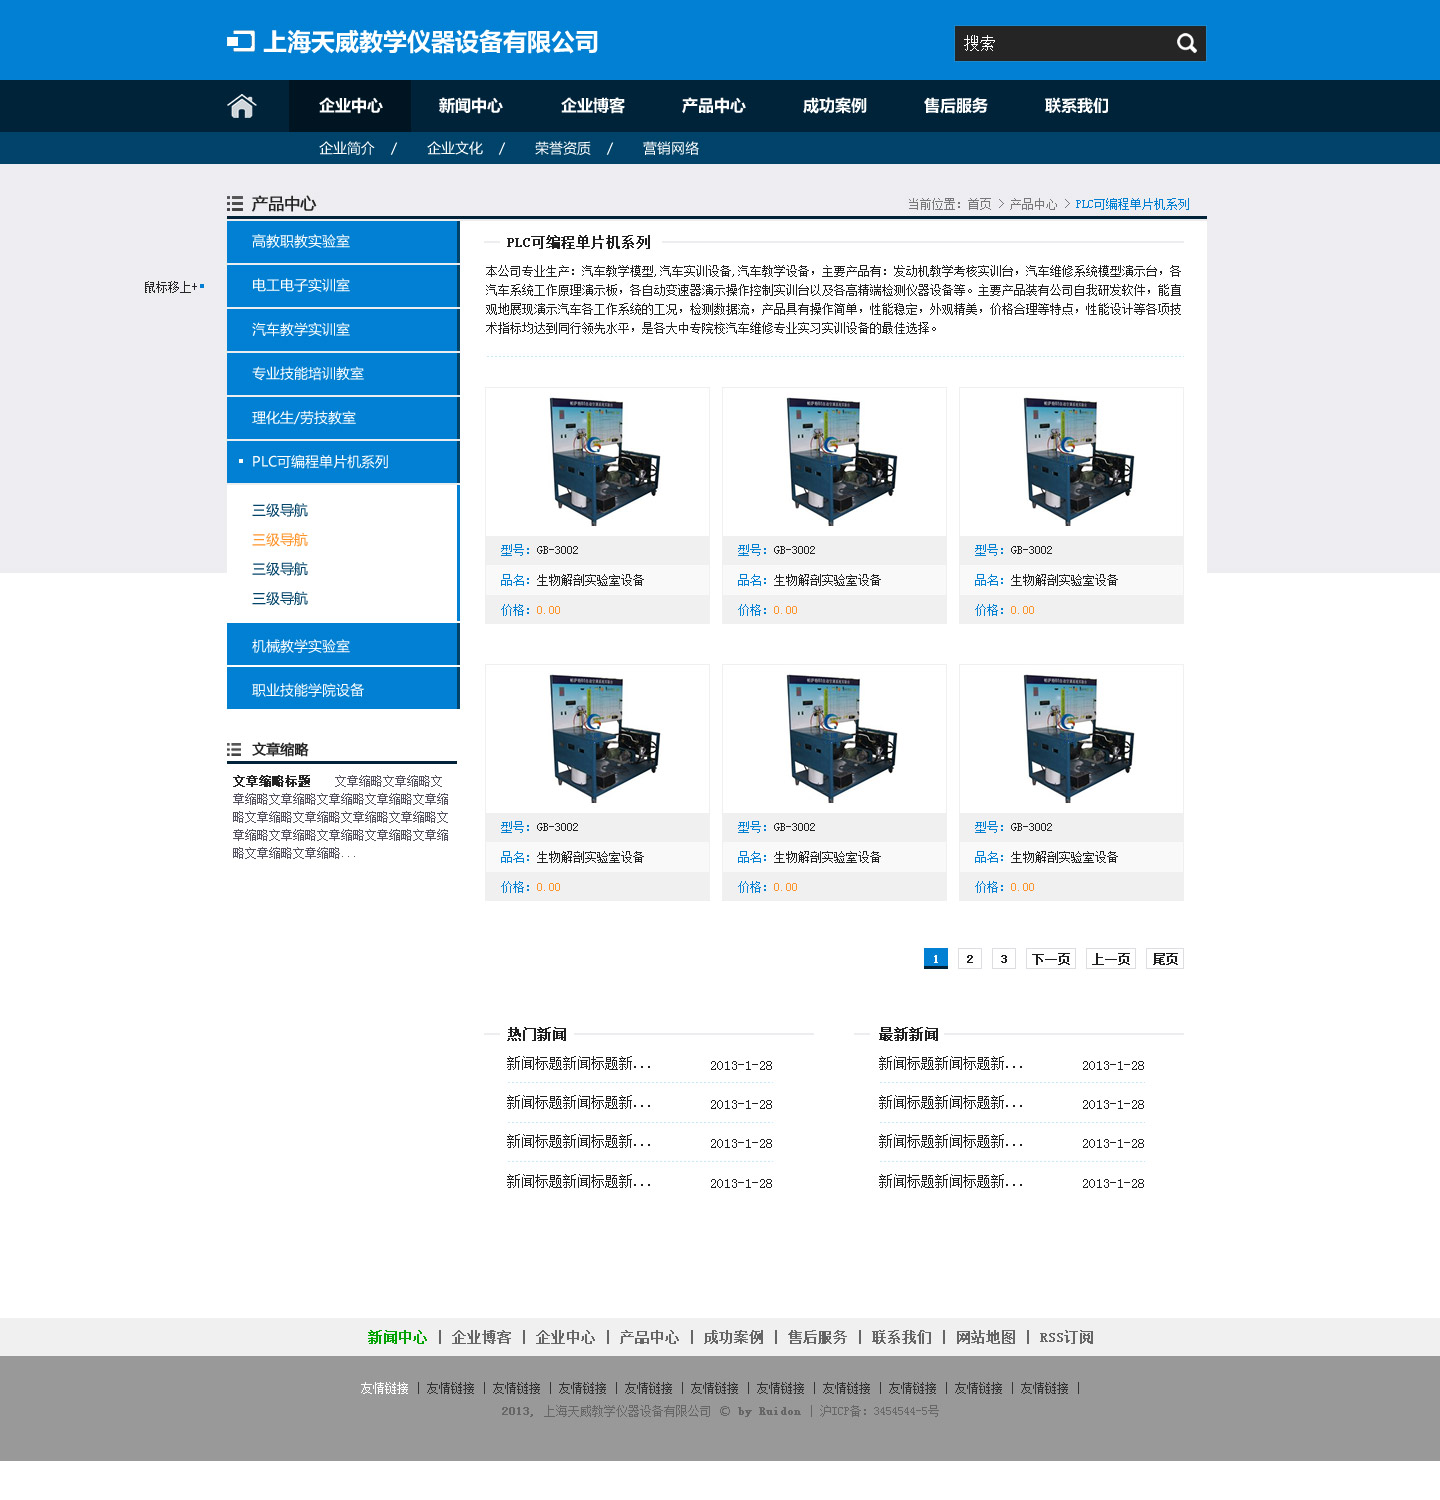 上海天威教学仪器设备有限公司
搜索
企业中心 新闻中心 企业博客 产品中心 成功案例 售后服务 联系我们
企业简介 / 企业文化 / 荣誉资质 / 营销网络
产品中心
当前位置：首页 > 产品中心 > PLC可编程单片机系列
高教职教实验室
电工电子实训室
鼠标移上+
汽车教学实训室
专业技能培训教室
理化生/劳技教室
PLC可编程单片机系列
三级导航
三级导航
三级导航
三级导航
机械教学实验室
职业技能学院设备
文章缩略
文章缩略标题 文章缩略文章缩略文
章缩略文章缩略文章缩略文章缩略文章缩
略文章缩略文章缩略文章缩略文章缩略文
章缩略文章缩略文章缩略文章缩略文章缩
略文章缩略文章缩略...
PLC可编程单片机系列
本公司专业生产：汽车教学模型,汽车实训设备,汽车教学设备，主要产品有：发动机教学考核实训台，汽车维修系统模型演示台，各
汽车系统工作原理演示板，各自动变速器演示操作控制实训台以及各高精端检测仪器设备等。主要产品装有公司自我研发软件，能直
观地展现演示汽车各工作系统的工况，检测数据流，产品具有操作简单，性能稳定，外观精美，价格合理等特点，性能设计等各项技
术指标均达到同行领先水平，是各大中专院校汽车维修专业实习实训设备的最佳选择。
型号：GB-3002 型号：GB-3002 型号：GB-3002
品名：生物解剖实验室设备 品名：生物解剖实验室设备 品名：生物解剖实验室设备
价格：0.00 价格：0.00 价格：0.00
型号：GB-3002 型号：GB-3002 型号：GB-3002
品名：生物解剖实验室设备 品名：生物解剖实验室设备 品名：生物解剖实验室设备
价格：0.00 价格：0.00 价格：0.00
1 2 3 下一页 上一页 尾页
热门新闻
新闻标题新闻标题新... 2013-1-28
新闻标题新闻标题新... 2013-1-28
新闻标题新闻标题新... 2013-1-28
新闻标题新闻标题新... 2013-1-28
最新新闻
新闻标题新闻标题新... 2013-1-28
新闻标题新闻标题新... 2013-1-28
新闻标题新闻标题新... 2013-1-28
新闻标题新闻标题新... 2013-1-28
新闻中心 | 企业博客 | 企业中心 | 产品中心 | 成功案例 | 售后服务 | 联系我们 | 网站地图 | RSS订阅
友情链接 | 友情链接 | 友情链接 | 友情链接 | 友情链接 | 友情链接 | 友情链接 | 友情链接 | 友情链接 | 友情链接 | 友情链接 |
2013, 上海天威教学仪器设备有限公司 © by Ruidon | 沪ICP备：3454544-5号